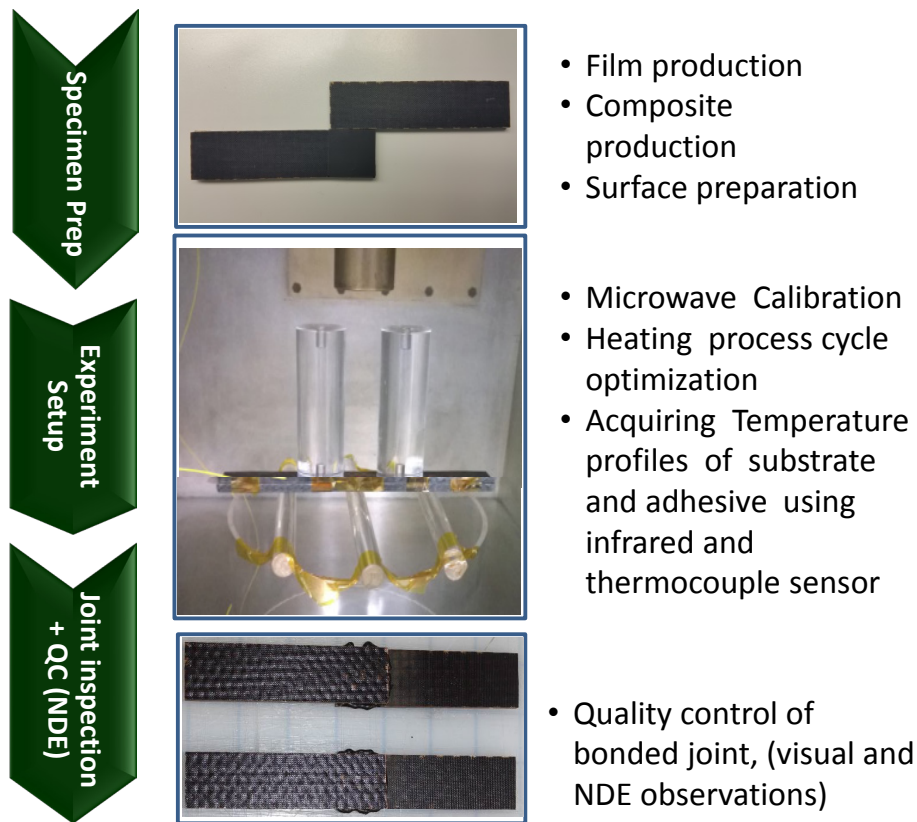 Specimen Prep
• Film production
• Composite
production
• Surface preparation
Experiment
Setup
• Microwave Calibration
• Heating process cycle
optimization
• Acquiring Temperature
profiles of substrate
and adhesive using
infrared and
thermocouple sensor
Joint inspection
+ QC (NDE)
• Quality control of
bonded joint, (visual and
NDE observations)